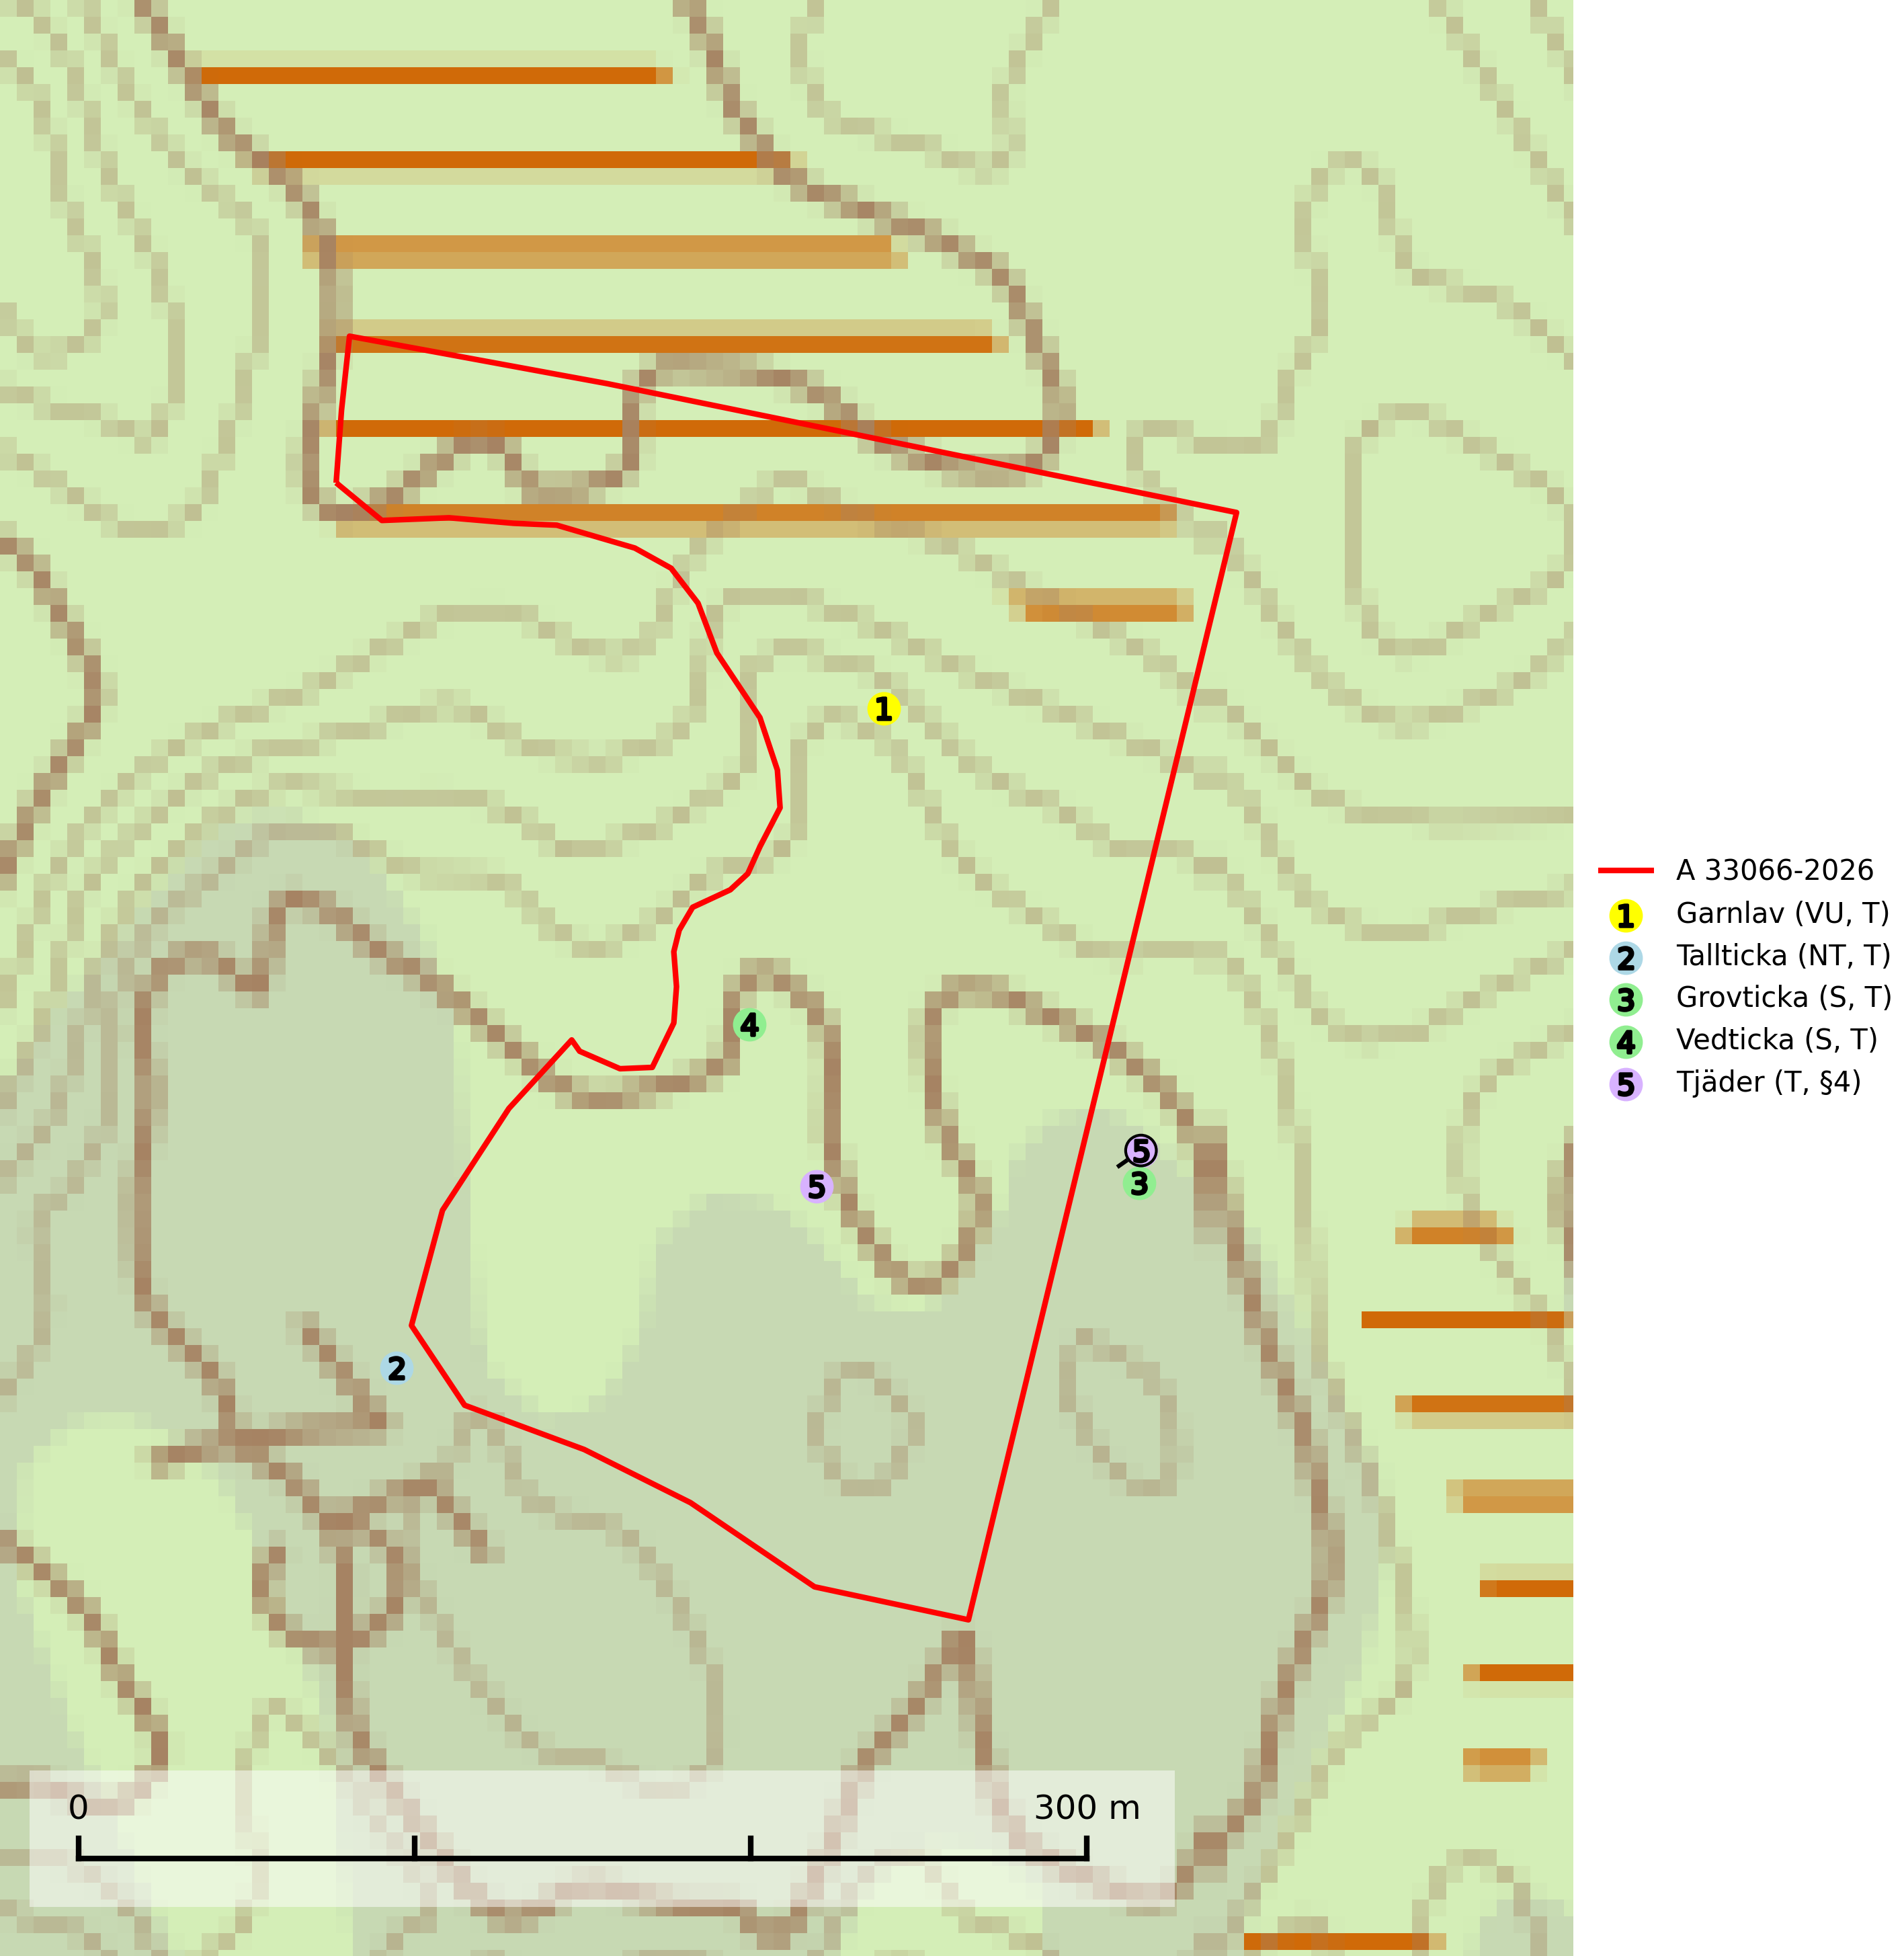 1
4
5
5
3
2
0 300 m
A 33066-2026
1 Garnlav (VU, T)
2 Tallticka (NT, T)
3 Grovticka (S, T)
4 Vedticka (S, T)
5 Tjäder (T, §4)